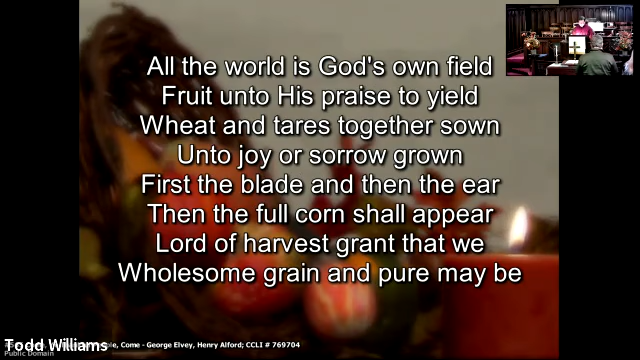 All the world is God's own field
Fruit unto His praise to yield
Wheat and tares together sown
Unto joy or sorrow grown
First the blade and then the ear
Then the full corn shall appear
Lord of harvest grant that we
Wholesome grain and pure may be
Come - George Elvey, Henry Alford; CCLI # 769704
Todd Williams
Public Domain